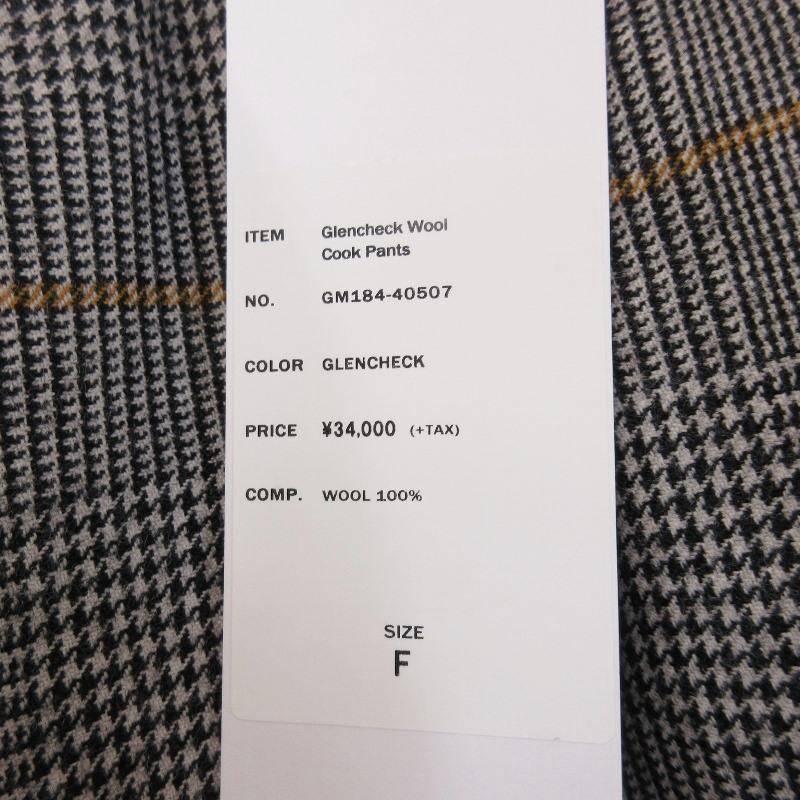 ITEM Glencheck Wool
Cook Pants
NO. GM184-40507
COLOR GLENCHECK
PRICE ¥34,000 (+TAX)
COMP. WOOL 100%
SIZE
F